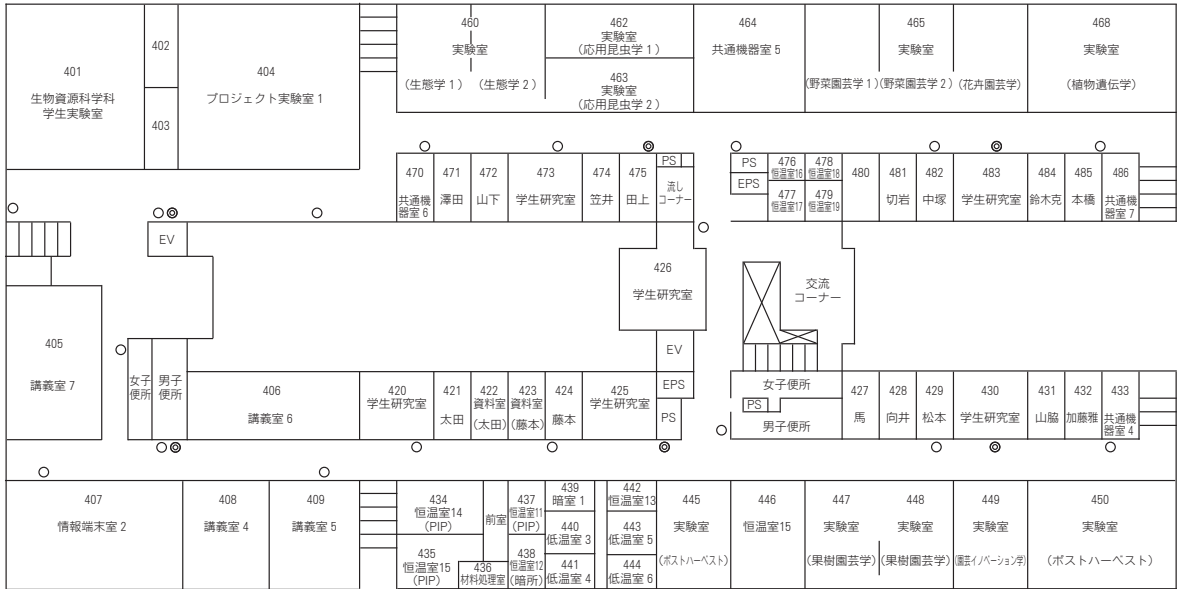 401
生物資源科学科
学生実験室
402
403
404
プロジェクト実験室 1
460
実験室
(生態学 1)
(生態学 2)
462
実験室
(応用昆虫学 1)
463
実験室
(応用昆虫学 2)
464
共通機器室 5
465
実験室
(野菜園芸学 1)
(野菜園芸学 2)
(花卉園芸学)
468
実験室
(植物遺伝学)
470
共通機
器室 6
471
澤田
472
山下
473
学生研究室
474
笠井
475
田上
PS
流し
コーナー
PS
EPS
476
恒温室16
477
恒温室17
478
恒温室18
479
恒温室19
480
481
切岩
482
中塚
483
学生研究室
484
鈴木克
485
本橋
486
共通機
器室 7
EV
426
学生研究室
交流
コーナー
405
講義室 7
女子
便所
男子
便所
406
講義室 6
420
学生研究室
421
太田
422
資料室
(太田)
423
資料室
(藤本)
424
藤本
425
学生研究室
EV
EPS
PS
女子便所
PS
男子便所
427
馬
428
向井
429
松本
430
学生研究室
431
山脇
432
加藤雅
433
共通機
器室 4
407
情報端末室 2
408
講義室 4
409
講義室 5
434
恒温室14
(PIP)
435
恒温室15
(PIP)
前室
436
材料処理室
437
恒温室11
(PIP)
438
恒温室12
(暗所)
439
暗室 1
440
低温室 3
441
低温室 4
442
恒温室13
443
低温室 5
444
低温室 6
445
実験室
(ポストハーベスト)
446
恒温室15
447
実験室
(果樹園芸学)
448
実験室
(果樹園芸学)
449
実験室
(園芸イノベーション学)
450
実験室
(ポストハーベスト)